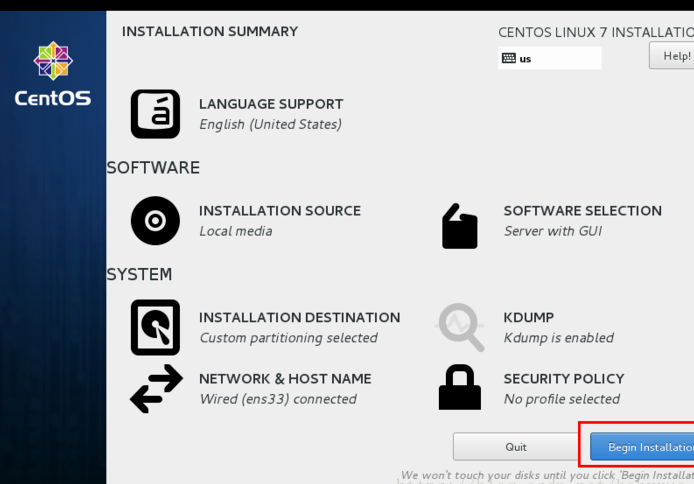 INSTALLATION SUMMARY
CENTOS LINUX 7 INSTALLATIO
us
Help!
CentOS
á
LANGUAGE SUPPORT
English (United States)
SOFTWARE
INSTALLATION SOURCE
Local media
SOFTWARE SELECTION
Server with GUI
SYSTEM
INSTALLATION DESTINATION
Custom partitioning selected
KDUMP
Kdump is enabled
NETWORK & HOST NAME
Wired (ens33) connected
SECURITY POLICY
No profile selected
Quit
Begin Installation
We won't touch your disks until you click 'Begin Installat